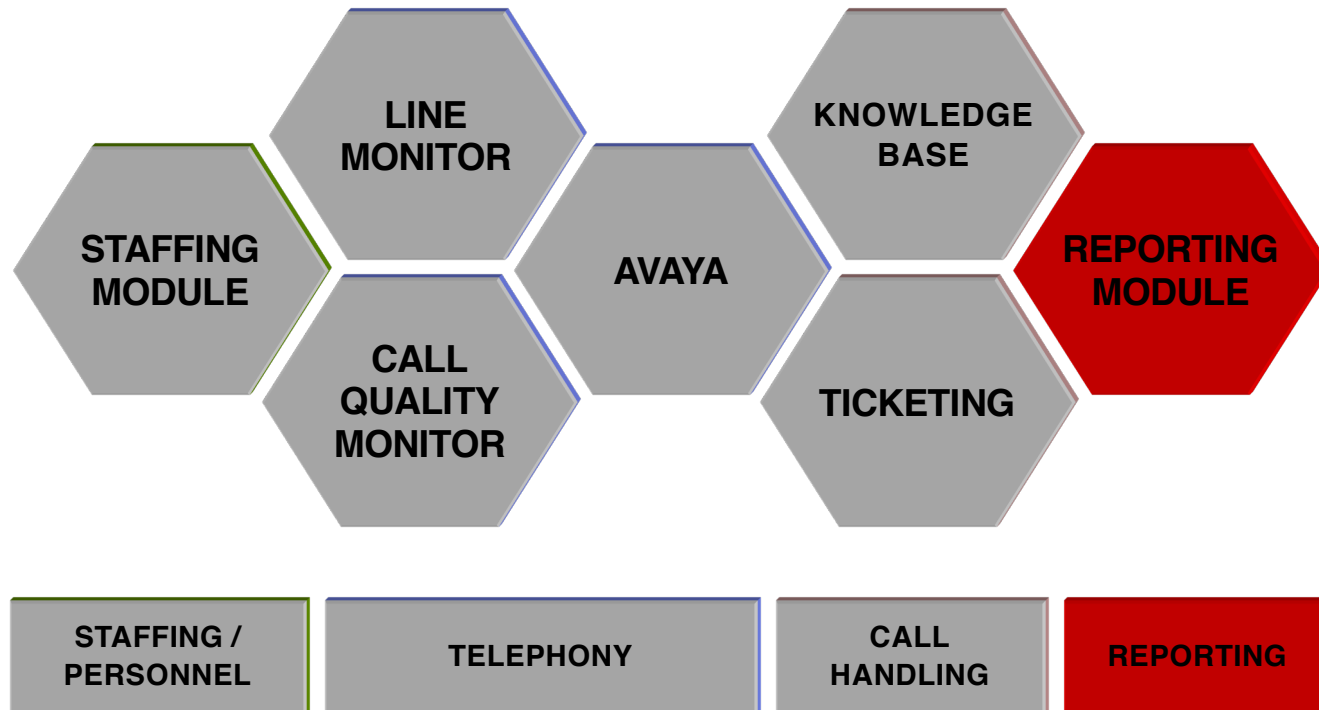 LINE
MONITOR
KNOWLEDGE
BASE
STAFFING
MODULE
AVAYA
REPORTING
MODULE
CALL
QUALITY
MONITOR
TICKETING
STAFFING /
PERSONNEL
TELEPHONY
CALL
HANDLING
REPORTING